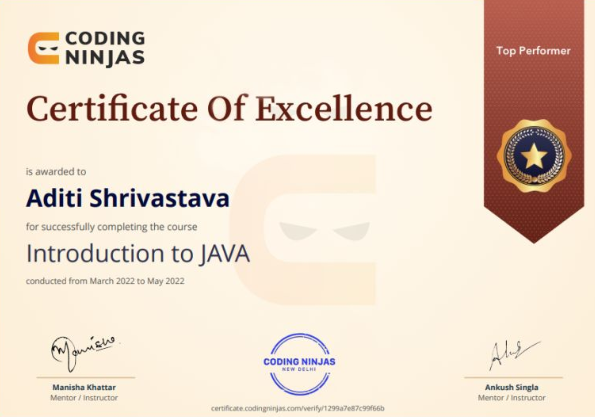 CODING
NINJAS
Top Performer
Certificate Of Excellence
is awarded to
Aditi Shrivastava
for successfully completing the course
Introduction to JAVA
conducted from March 2022 to May 2022
Manishe
CODING NINJAS
NEW DELHI
Manisha Khattar
Mentor / Instructor
Ankush Singla
Mentor / Instructor
certificate.codingninjas.com/verify/1299a7e87c99f66b